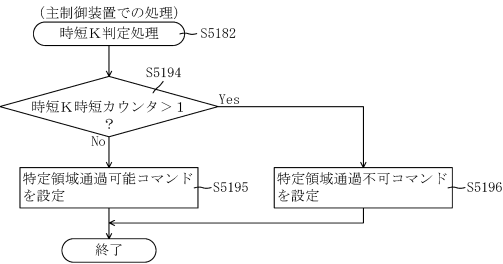 (主制御装置での処理)
時短K判定処理
S5182
S5194
時短K時短カウンタ>1
?
Yes
No
特定領域通過可能コマンド
を設定
S5195
特定領域通過不可コマンド
を設定
S5196
終了